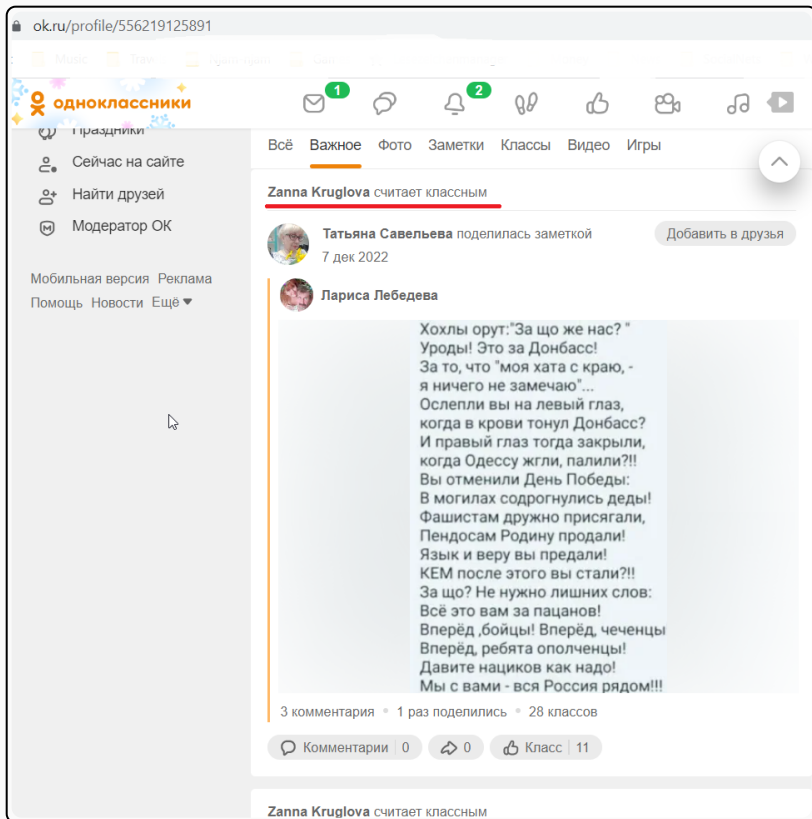 ok.ru/profile/556219125891
Music
одноклассники
1
2
Праздники
Сейчас на сайте
Найти друзей
Модератор ОК
Мобильная версия Реклама
Помощь Новости Ещё
Всё Важное Фото Заметки Классы Видео Игры
Zanna Kruglova считает классным
Татьяна Савельева поделилась заметкой
Добавить в друзья
7 дек 2022
Лариса Лебедева
Хохлы орут:"За що же нас? "
Уроды! Это за Донбасс!
За то, что "моя хата с краю, -
я ничего не замечаю"...
Ослепли вы на левый глаз,
когда в крови тонул Донбасс?
И правый глаз тогда закрыли,
когда Одессу жгли, палили?!!
Вы отменили День Победы:
В могилах содрогнулись деды!
Фашистам дружно присягали,
Пендосам Родину продали!
Язык и веру вы предали!
КЕМ после этого вы стали?!!
За що? Не нужно лишних слов:
Всё это вам за пацанов!
Вперёд ,бойцы! Вперёд, чеченцы
Вперёд, ребята ополченцы!
Давите нациков как надо!
Мы с вами - вся Россия рядом!!!
3 комментария • 1 раз поделились • 28 классов
Комментарии 0
0
Класс 11
Zanna Kruglova считает классным